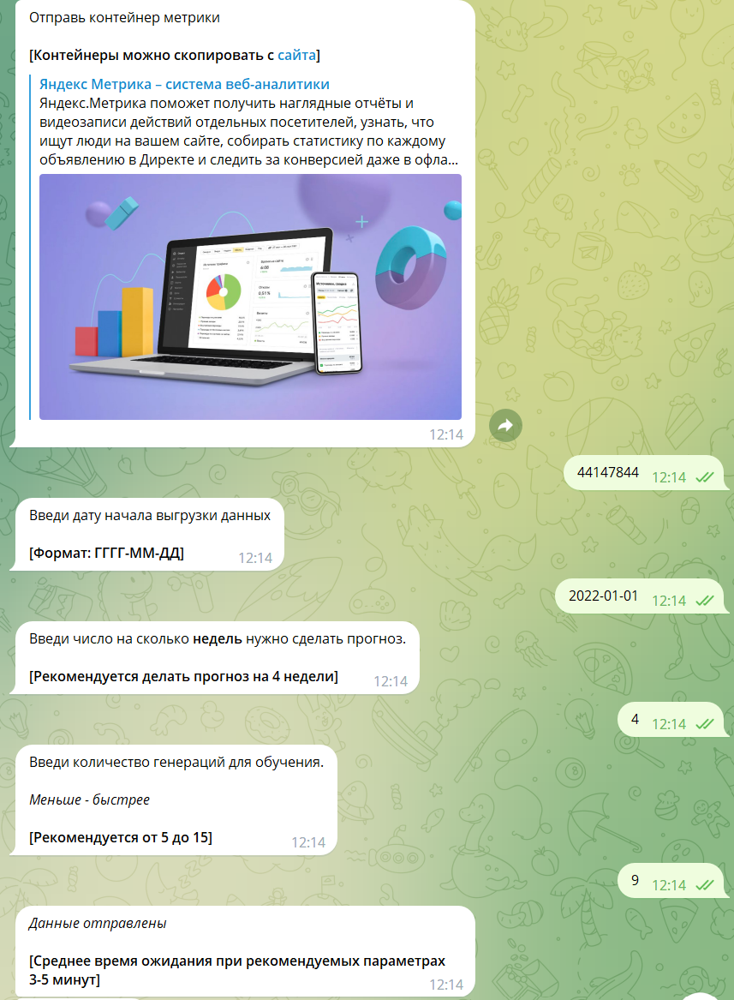 Отправь контейнер метрики
[Контейнеры можно скопировать с сайта]
Яндекс Метрика – система веб-аналитики
Яндекс.Метрика поможет получить наглядные отчёты и
видеозаписи действий отдельных посетителей, узнать, что
ищут люди на вашем сайте, собирать статистику по каждому
объявлению в Директе и следить за конверсией даже в офла...
12:14
44147844 12:14
Введи дату начала выгрузки данных
[Формат: ГГГГ-ММ-ДД] 12:14
2022-01-01 12:14
Введи число на сколько недель нужно сделать прогноз.
[Рекомендуется делать прогноз на 4 недели] 12:14
4 12:14
Введи количество генераций для обучения.
Меньше - быстрее
[Рекомендуется от 5 до 15] 12:14
9 12:14
Данные отправлены
[Среднее время ожидания при рекомендуемых параметрах
3-5 минут] 12:14